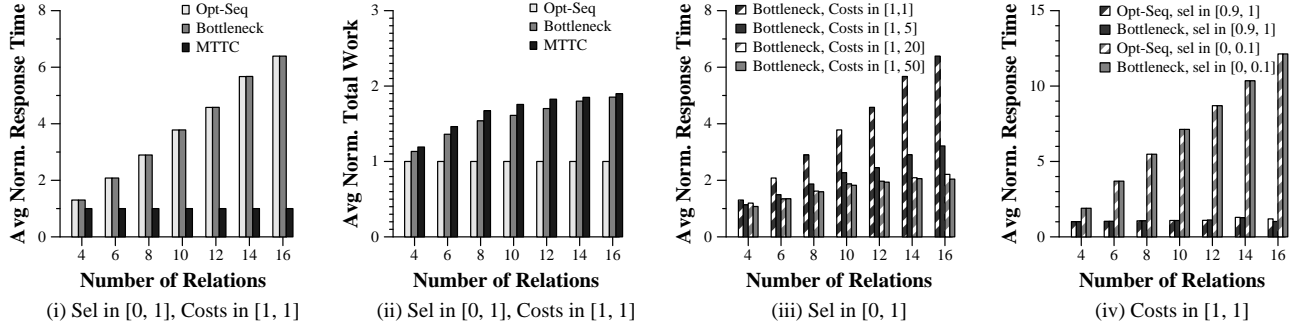 Avg Norm. Response Time
8
6
4
2
0
Opt-Seq
Bottleneck
MTTC
4 6 8 10 12 14 16
Number of Relations
(i) Sel in [0, 1], Costs in [1, 1]
Avg Norm. Total Work
3
2
1
0
Opt-Seq
Bottleneck
MTTC
4 6 8 10 12 14 16
Number of Relations
(ii) Sel in [0, 1], Costs in [1, 1]
Avg Norm. Response Time
8
6
4
2
0
Bottleneck, Costs in [1,1]
Bottleneck, Costs in [1, 5]
Bottleneck, Costs in [1, 20]
Bottleneck, Costs in [1, 50]
4 6 8 10 12 14 16
Number of Relations
(iii) Sel in [0, 1]
Avg Norm. Response Time
15
10
5
0
Opt-Seq, sel in [0.9, 1]
Bottleneck, sel in [0.9, 1]
Opt-Seq, sel in [0, 0.1]
Bottleneck, sel in [0, 0.1]
4 6 8 10 12 14 16
Number of Relations
(iv) Costs in [1, 1]